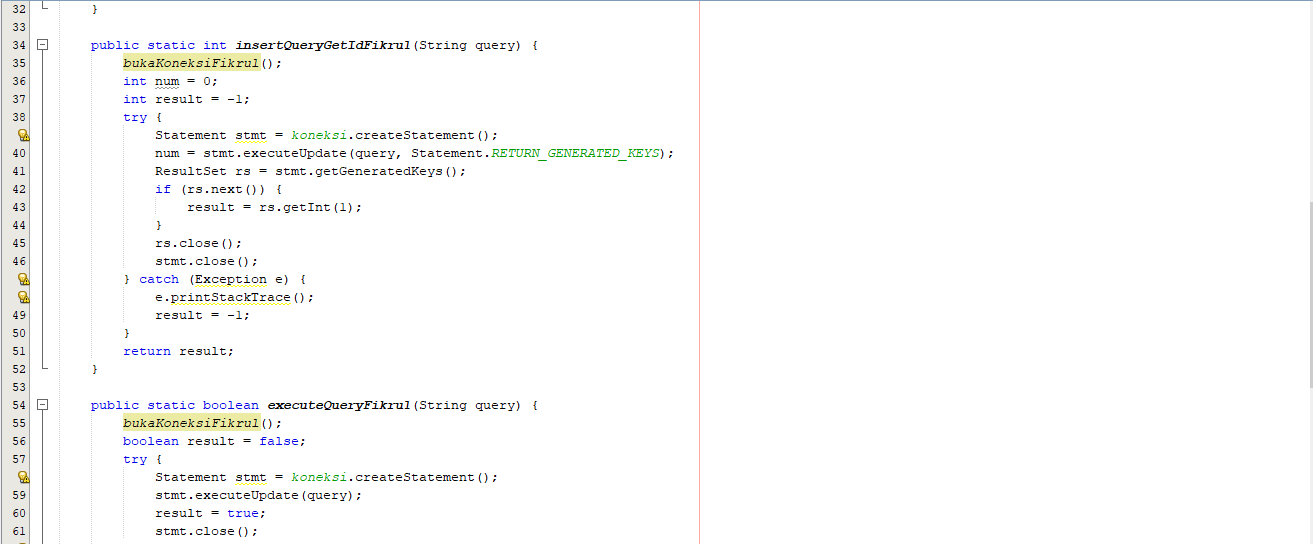 32 }
33
34 public static int insertQueryGetIdFikrul(String query) {
35 bukaKoneksiFikrul();
36 int num = 0;
37 int result = -1;
38 try {
Statement stmt = koneksi.createStatement();
40 num = stmt.executeUpdate(query, Statement.RETURN_GENERATED_KEYS);
41 ResultSet rs = stmt.getGeneratedKeys();
42 if (rs.next()) {
43 result = rs.getInt(1);
44 }
45 rs.close();
46 stmt.close();
} catch (Exception e) {
e.printStackTrace();
49 result = -1;
50 }
51 return result;
52 }
53
54 public static boolean executeQueryFikrul(String query) {
55 bukaKoneksiFikrul();
56 boolean result = false;
57 try {
Statement stmt = koneksi.createStatement();
59 stmt.executeUpdate(query);
60 result = true;
61 stmt.close();